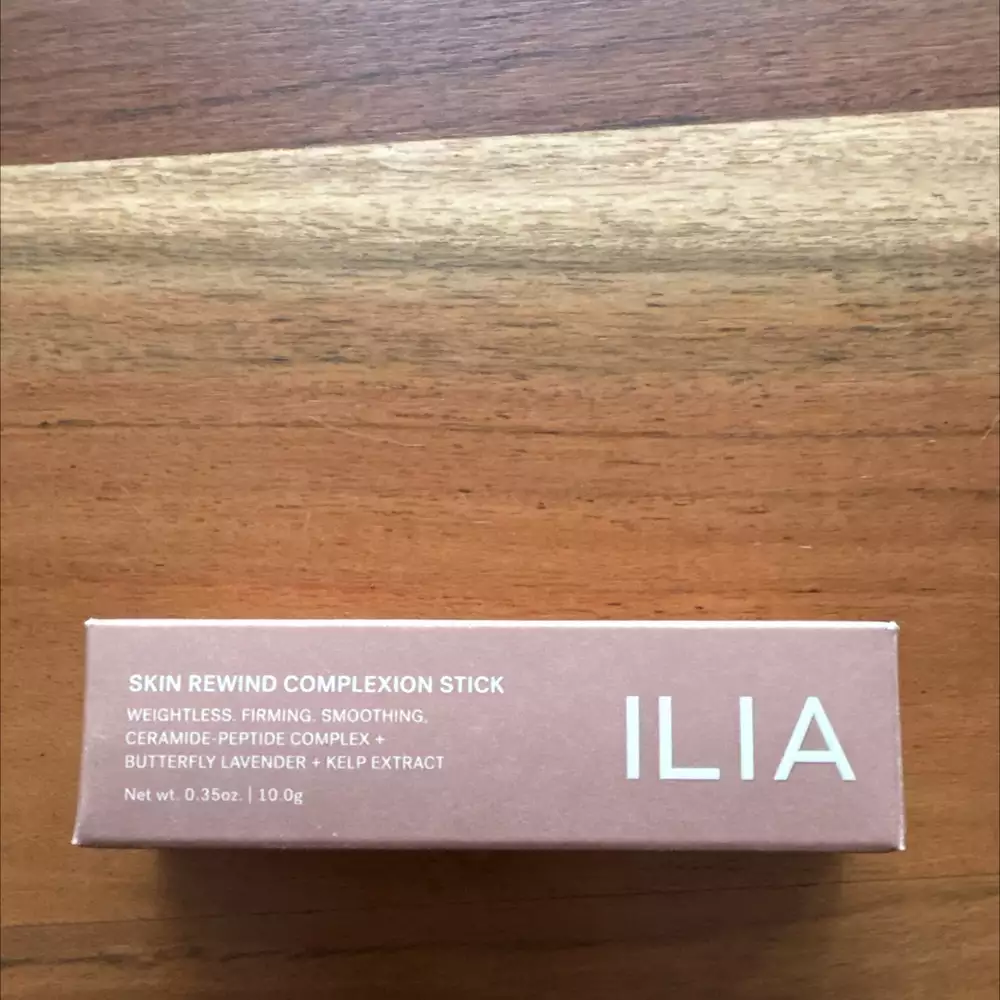 SKIN REWIND COMPLEXION STICK
WEIGHTLESS. FIRMING. SMOOTHING.
CERAMIDE-PEPTIDE COMPLEX +
BUTTERFLY LAVENDER + KELP EXTRACT
Net wt. 0.35oz. | 10.0g
ILIA